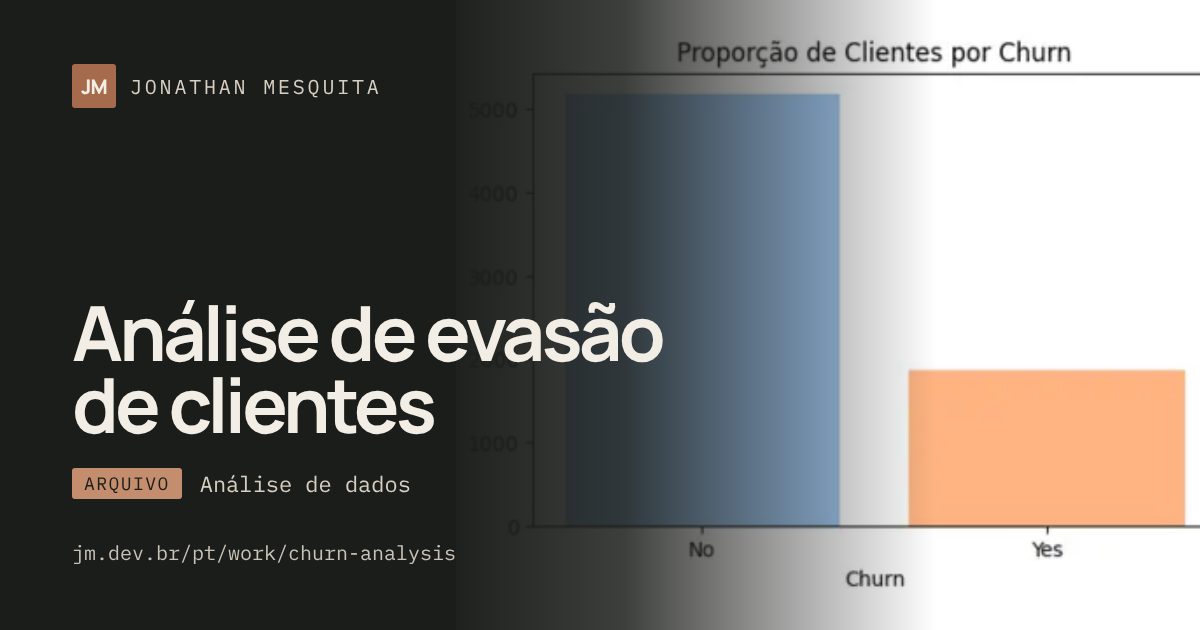 JM JONATHAN MESQUITA
Proporção de Clientes por Churn
5000
4000
3000
2000
1000
0
Análise de evasão
de clientes
ARQUIVO Análise de dados
jm.dev.br/pt/work/churn-analysis
No Yes
Churn